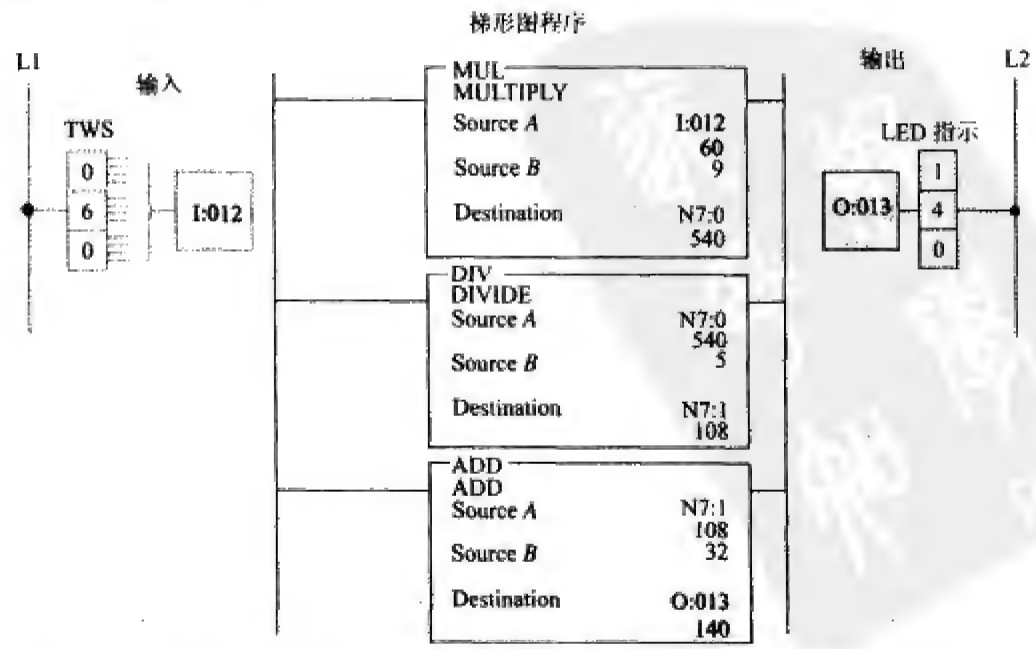 梯形图程序
L1
输入
输出
L2
TWS
0
6
0
I:012
MUL
MULTIPLY
Source A I:012
60
Source B 9
Destination N7:0
540
DIV
DIVIDE
Source A N7:0
540
Source B 5
Destination N7:1
108
ADD
ADD
Source A N7:1
108
Source B 32
Destination O:013
140
LED 指示
O:013
1
4
0